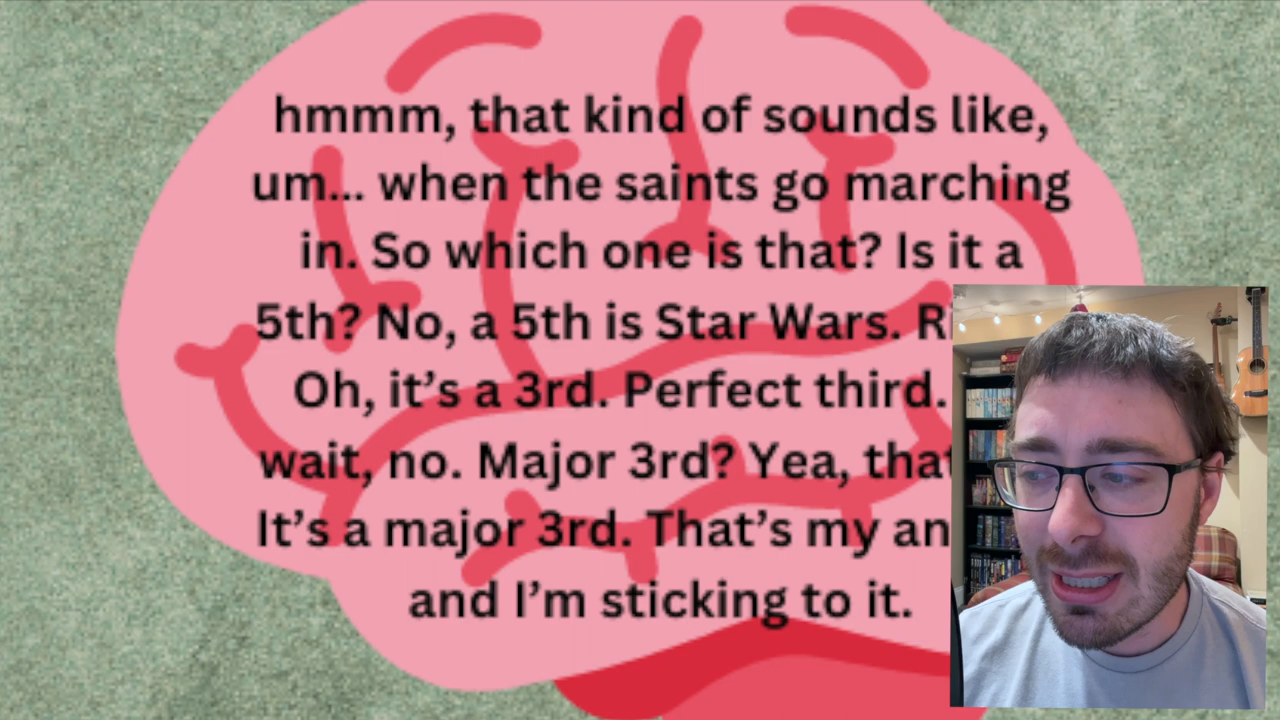 hmmm, that kind of sounds like,
um... when the saints go marching
in. So which one is that? Is it a
5th? No, a 5th is Star Wars.
Oh, it's a 3rd. Perfect third.
wait, no. Major 3rd? Yea,
It's a major 3rd. That's my
and I'm sticking to it.